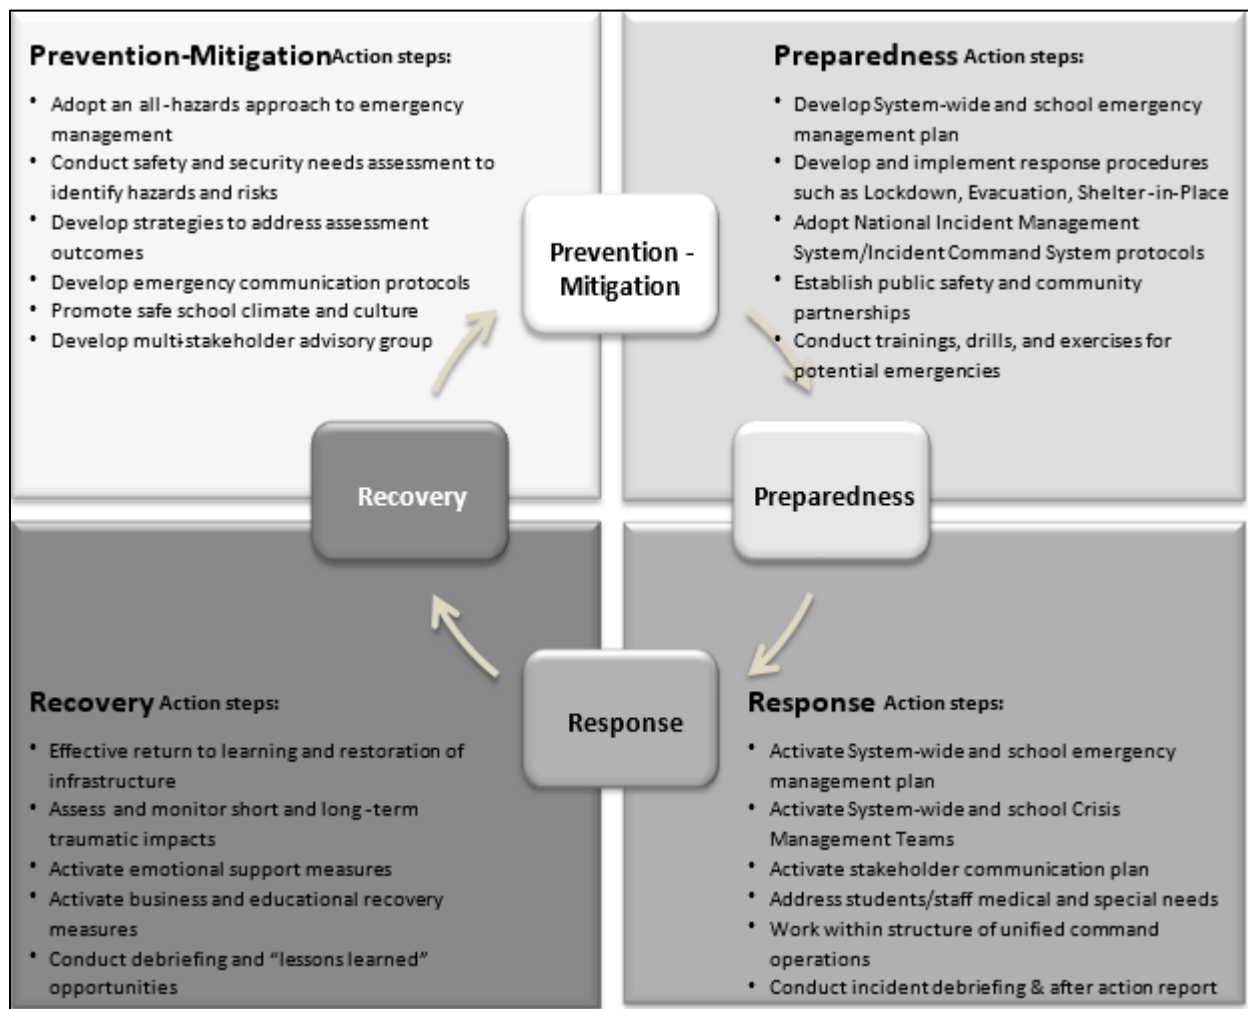 Prevention-Mitigation Action steps:
• Adopt an all-hazards approach to emergency
management
• Conduct safety and security needs assessment to
identify hazards and risks
• Develop strategies to address assessment
outcomes
• Develop emergency communication protocols
• Promote safe school climate and culture
• Develop multi-stakeholder advisory group
Preparedness Action steps:
• Develop System-wide and school emergency
management plan
• Develop and implement response procedures
such as Lockdown, Evacuation, Shelter-in-Place
• Adopt National Incident Management
System/Incident Command System protocols
• Establish public safety and community
partnerships
• Conduct trainings, drills, and exercises for
potential emergencies
Prevention -
Mitigation
Recovery
Preparedness
Response
Recovery Action steps:
• Effective return to learning and restoration of
infrastructure
• Assess and monitor short and long-term
traumatic impacts
• Activate emotional support measures
• Activate business and educational recovery
measures
• Conduct debriefing and “lessons learned”
opportunities
Response Action steps:
• Activate System-wide and school emergency
management plan
• Activate System-wide and school Crisis
Management Teams
• Activate stakeholder communication plan
• Address students/staff medical and special needs
• Work within structure of unified command
operations
• Conduct incident debriefing & after action report